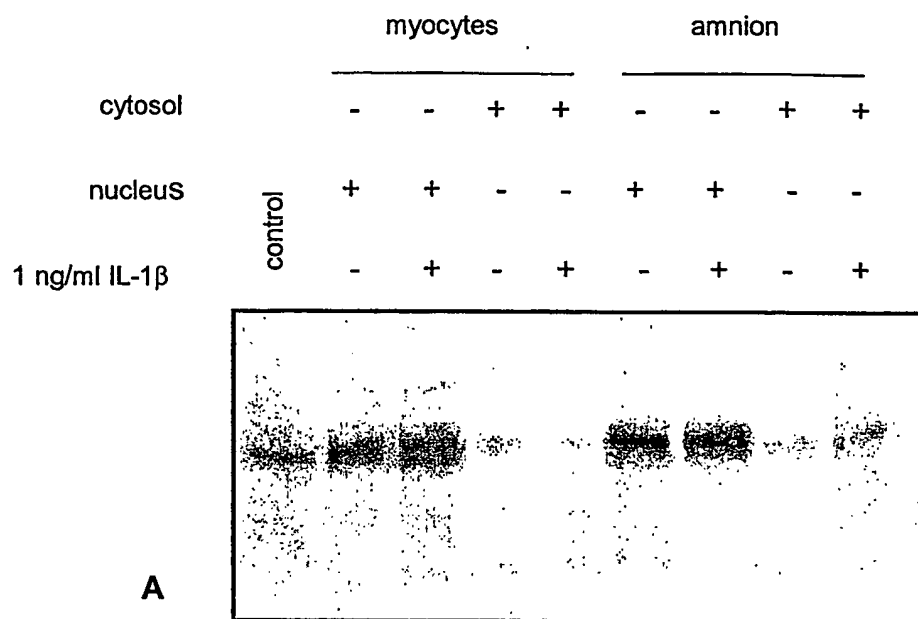 myocytes amnion
cytosol - - + + - - + +
nucleuS + + - - + + - -
control
1 ng/ml IL-1β - + - + - + - +
A